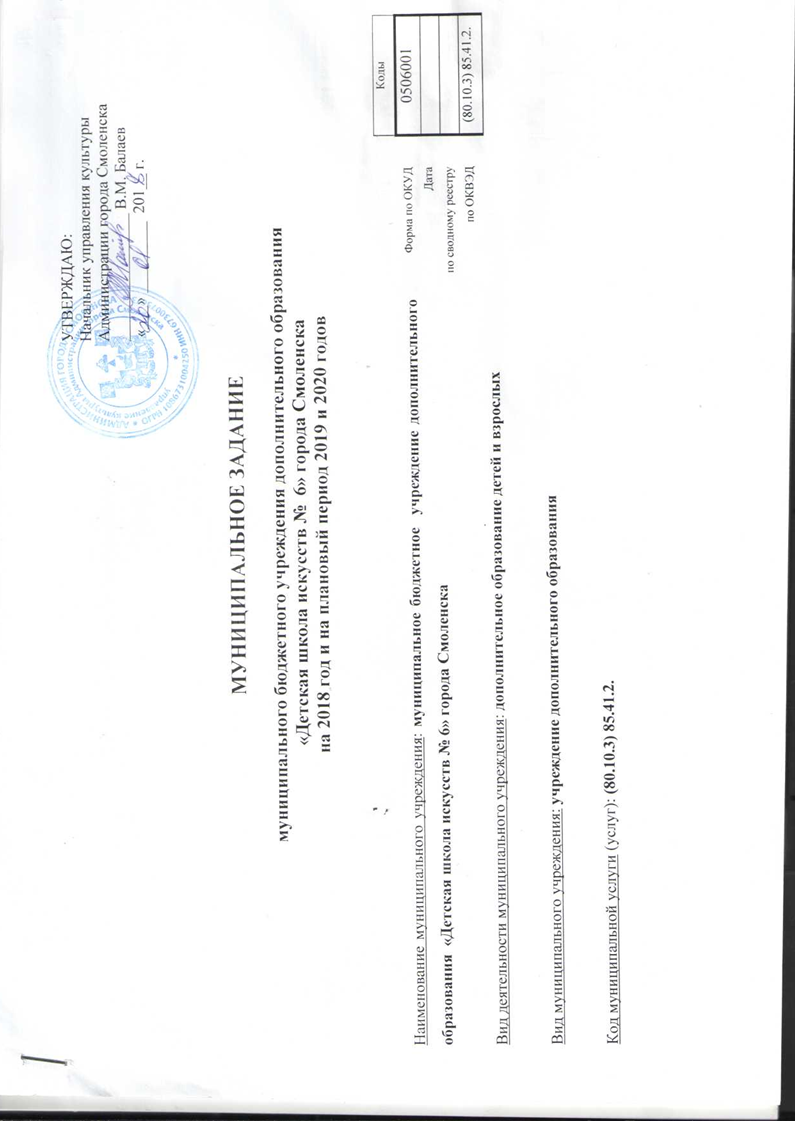 УТВЕРЖДАЮ:
Начальник управления культуры
Администрации города Смоленска
В.М. Балаев
«26» 01 2018 г.
МУНИЦИПАЛЬНОЕ ЗАДАНИЕ
муниципального бюджетного учреждения дополнительного образования
«Детская школа искусств № 6» города Смоленска
на 2018 год и на плановый период 2019 и 2020 годов
Коды
Форма по ОКУД 0506001
Дата
по сводному реестру
по ОКВЭД (80.10.3) 85.41.2.
Наименование муниципального учреждения: муниципальное бюджетное учреждение дополнительного
образования «Детская школа искусств № 6» города Смоленска
Вид деятельности муниципального учреждения: дополнительное образование детей и взрослых
Вид муниципального учреждения: учреждение дополнительного образования
Код муниципальной услуги (услуг): (80.10.3) 85.41.2.